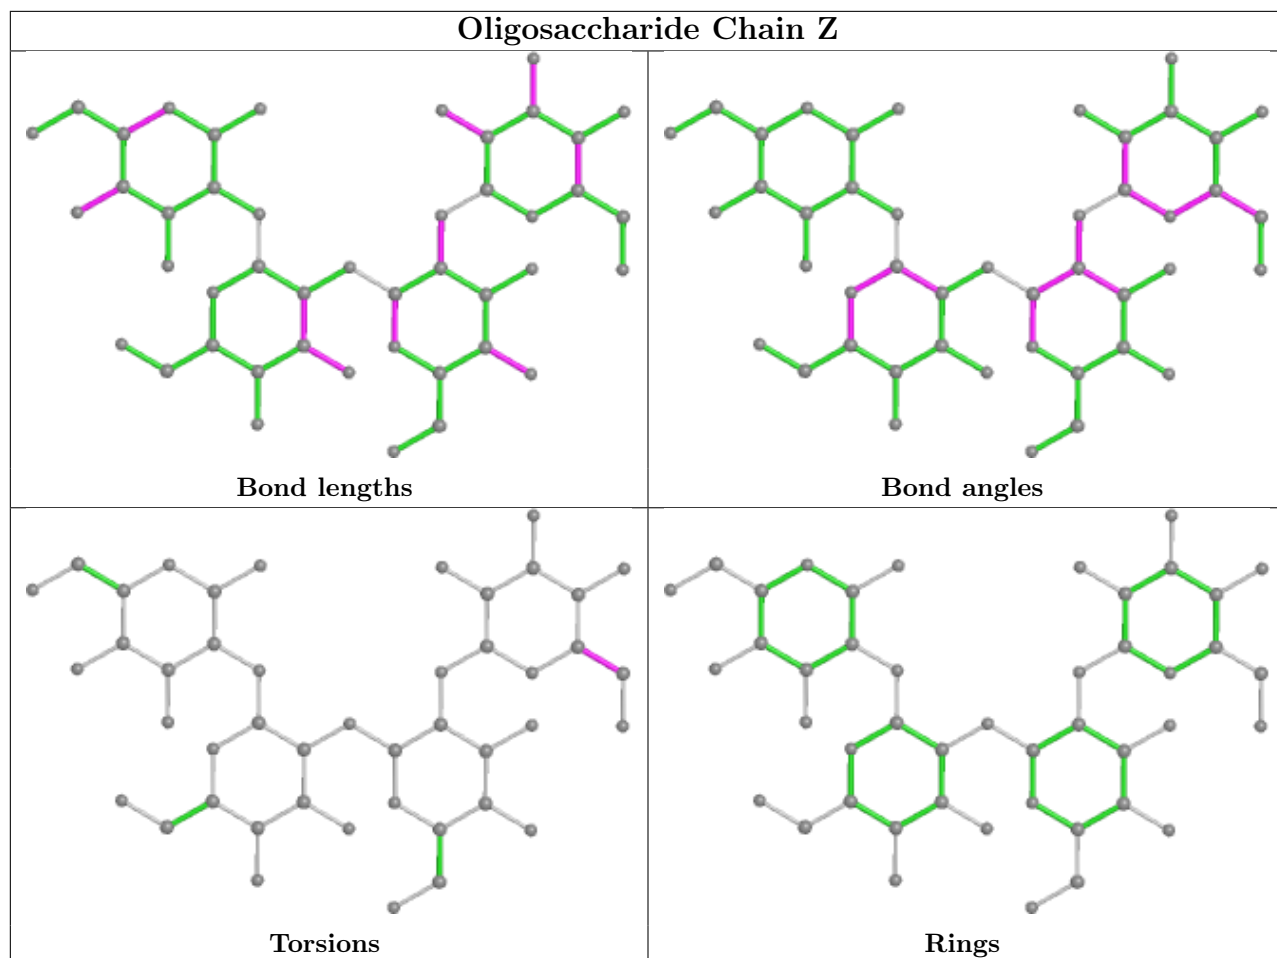 Oligosaccharide Chain Z
Bond lengths
Bond angles
Torsions
Rings